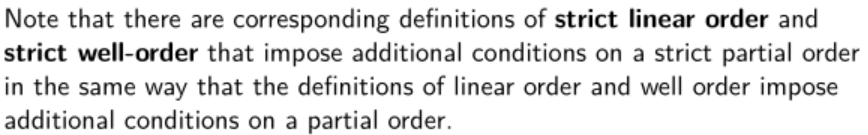 Note that there are corresponding definitions of strict linear order and
strict well-order that impose additional conditions on a strict partial order
in the same way that the definitions of linear order and well order impose
additional conditions on a partial order.